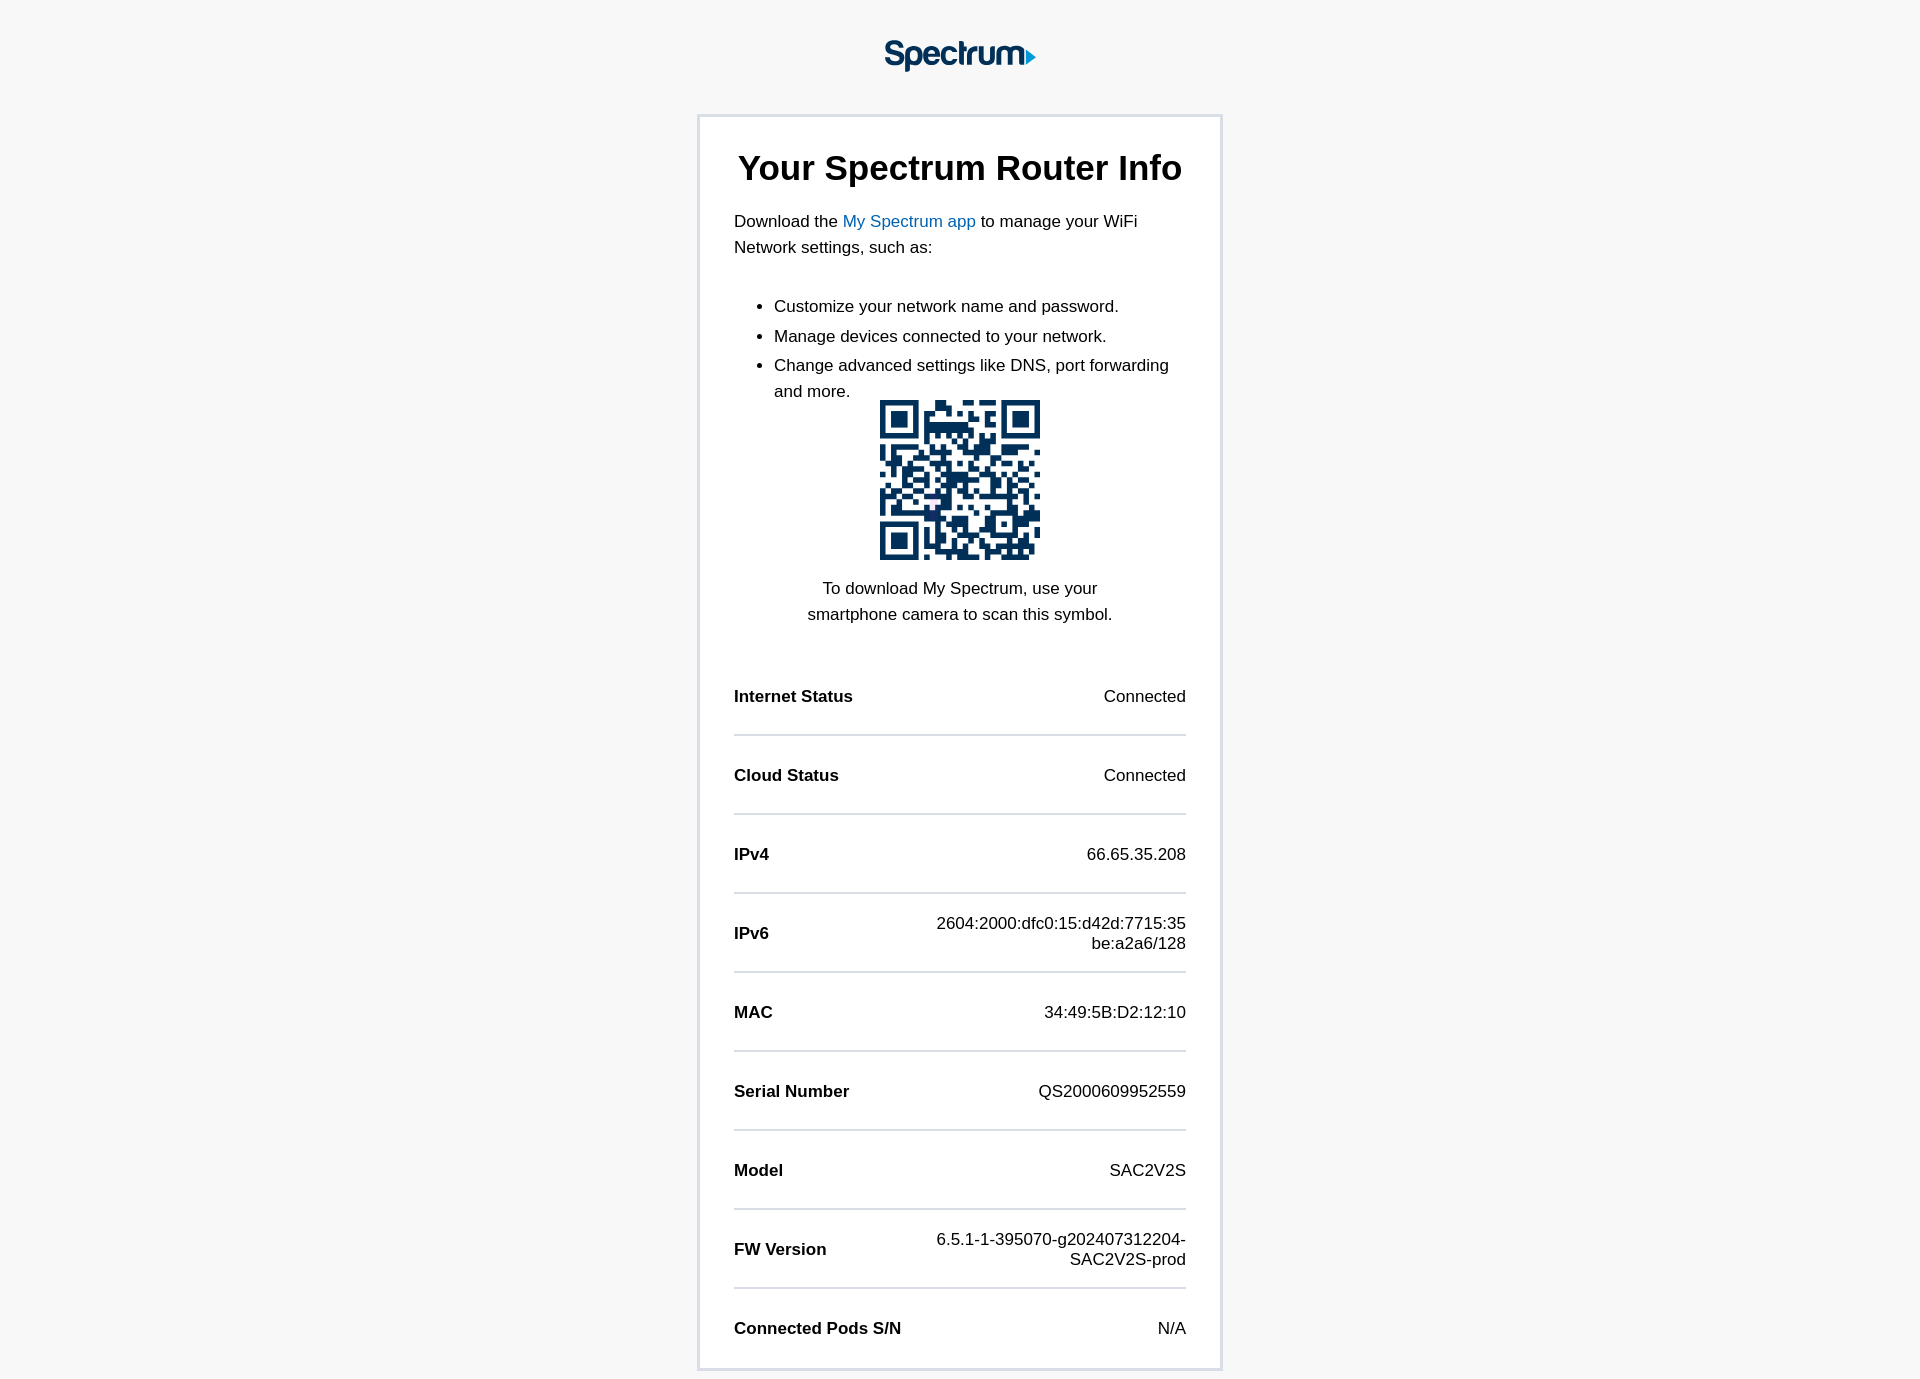 Spectrum
Your Spectrum Router Info
Download the My Spectrum app to manage your WiFi
Network settings, such as:
• Customize your network name and password.
• Manage devices connected to your network.
• Change advanced settings like DNS, port forwarding
and more.
To download My Spectrum, use your
smartphone camera to scan this symbol.
Internet Status Connected
Cloud Status Connected
IPv4 66.65.35.208
IPv6 2604:2000:dfc0:15:d42d:7715:35
be:a2a6/128
MAC 34:49:5B:D2:12:10
Serial Number QS2000609952559
Model SAC2V2S
FW Version 6.5.1-1-395070-g202407312204-
SAC2V2S-prod
Connected Pods S/N N/A